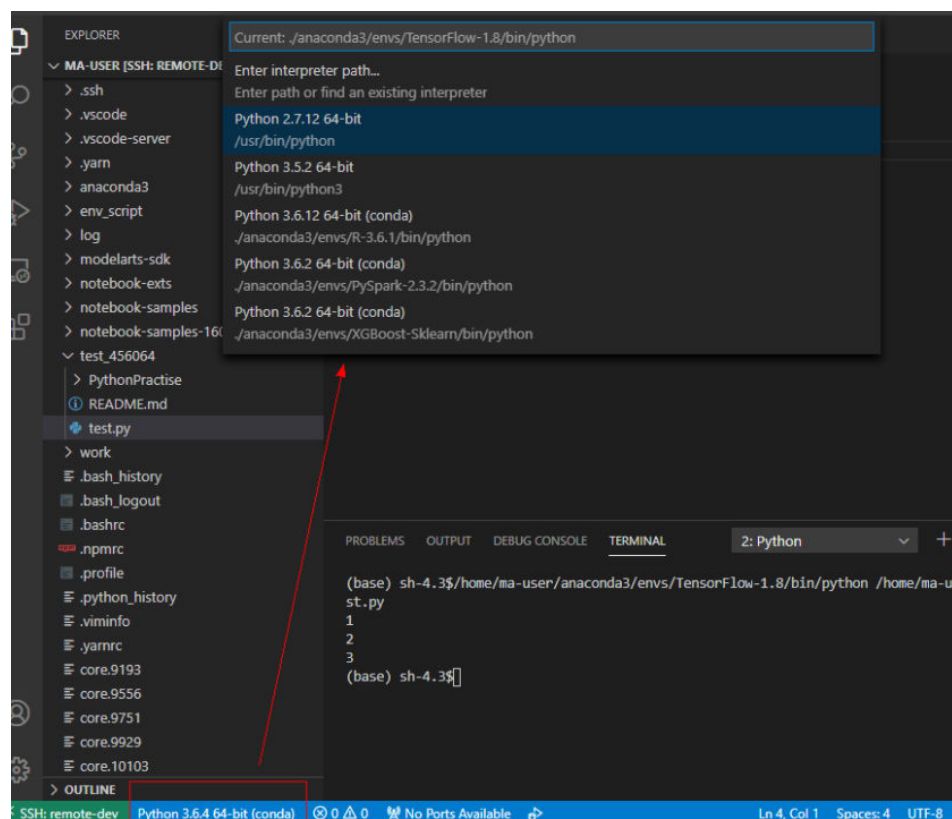 EXPLORER
MA-USER [SSH: REMOTE-DE
.ssh
.vscode
.vscode-server
.yarn
anaconda3
env_script
log
modelarts-sdk
notebook-exts
notebook-samples
notebook-samples-160
test_456064
PythonPractise
README.md
test.py
work
.bash_history
.bash_logout
.bashrc
.npmrc
.profile
.python_history
.viminfo
.yarnrc
core.9193
core.9556
core.9751
core.9929
core.10103
OUTLINE
Current: ./anaconda3/envs/TensorFlow-1.8/bin/python
Enter interpreter path...
Enter path or find an existing interpreter
Python 2.7.12 64-bit
/usr/bin/python
Python 3.5.2 64-bit
/usr/bin/python3
Python 3.6.12 64-bit (conda)
./anaconda3/envs/R-3.6.1/bin/python
Python 3.6.2 64-bit (conda)
./anaconda3/envs/PySpark-2.3.2/bin/python
Python 3.6.2 64-bit (conda)
./anaconda3/envs/XGBoost-Sklearn/bin/python
PROBLEMS OUTPUT DEBUG CONSOLE TERMINAL 2: Python
(base) sh-4.3$/home/ma-user/anaconda3/envs/TensorFlow-1.8/bin/python /home/ma-u
st.py
1
2
3
(base) sh-4.3$
SSH: remote-dev Python 3.6.4 64-bit (conda) 0 0 No Ports Available Ln 4, Col 1 Spaces: 4 UTF-8